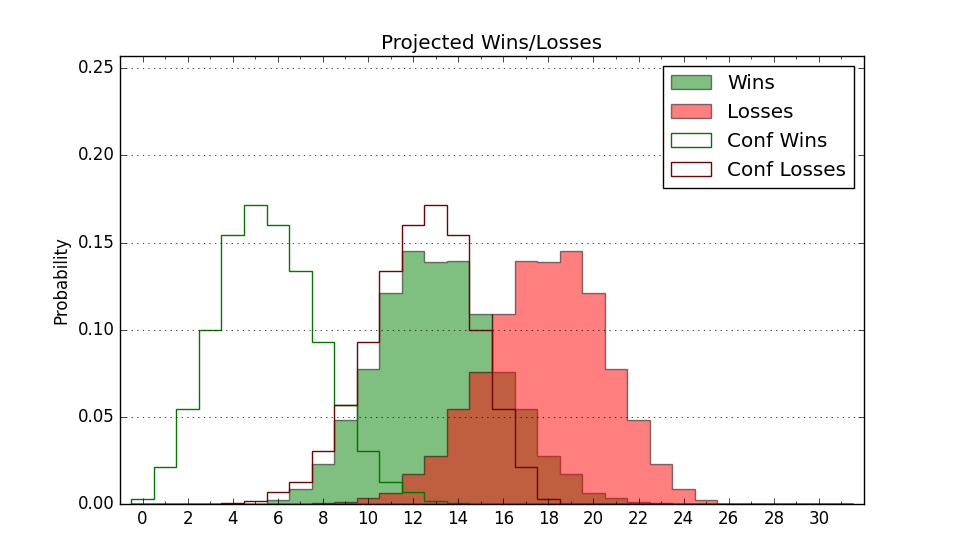 Projected Wins/Losses
0.25
0.20
0.15
0.10
0.05
0.00
Probability
Wins
Losses
Conf Wins
Conf Losses
0 2 4 6 8 10 12 14 16 18 20 22 24 26 28 30